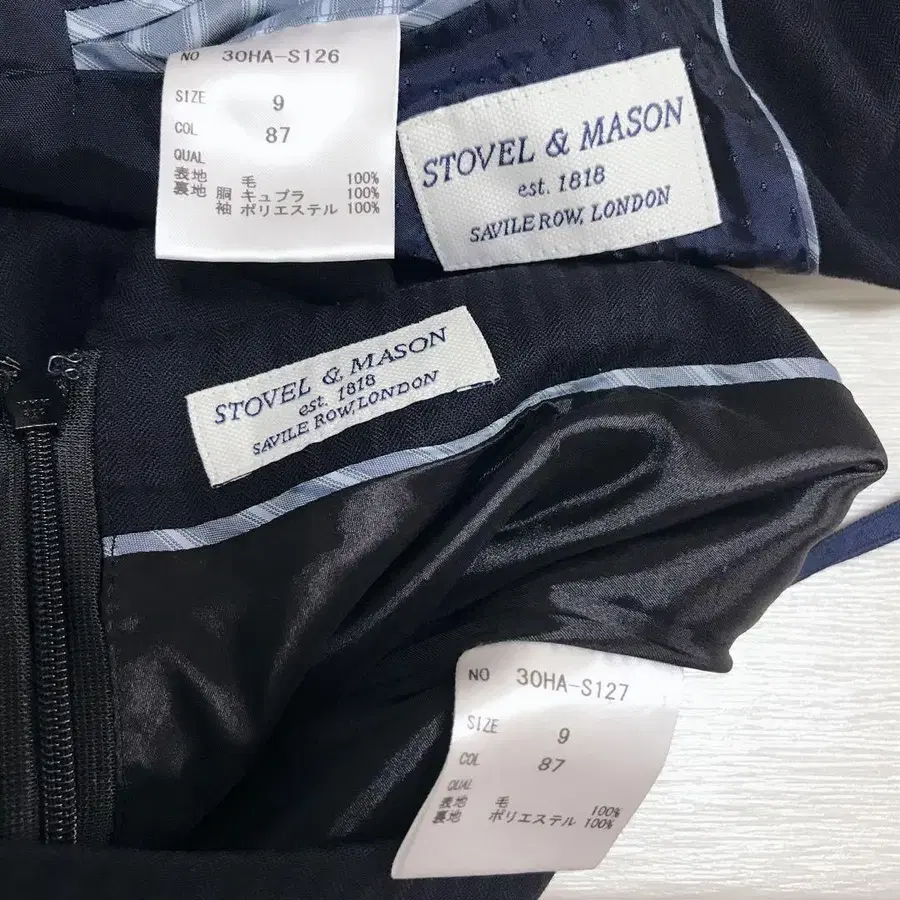 NO 30HA-S126
SIZE 9
COL 87
QUAL
表地 毛 100%
裏地 胴 キュプラ 100%
袖 ポリエステル 100%
STOVEL & MASON
est. 1818
SAVILE ROW, LONDON
STOVEL & MASON
est. 1818
SAVILE ROW, LONDON
NO 30HA-S127
SIZE 9
COL 87
QUAL
表地 毛 100%
裏地 ポリエステル 100%